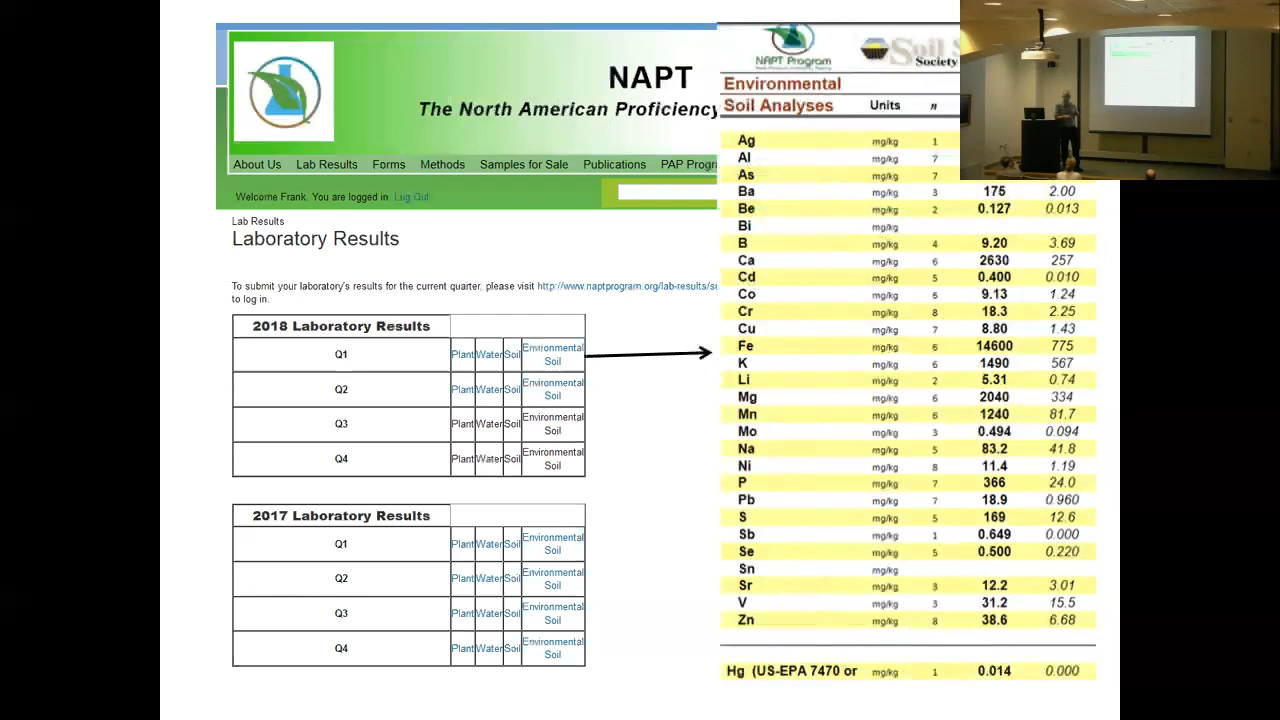 NAPT
The North American Proficiency
About Us Lab Results Forms Methods Samples for Sale Publications PAP Progr
Welcome Frank. You are logged in Log Out
Lab Results
Laboratory Results
To submit your laboratory's results for the current quarter, please visit http://www.naptprogram.org/lab-results/su
to log in.
2018 Laboratory Results
Q1 Plant Water Soil Environmental Soil
Q2 Plant Water Soil Environmental Soil
Q3 Plant Water Soil Environmental Soil
Q4 Plant Water Soil Environmental Soil
2017 Laboratory Results
Q1 Plant Water Soil Environmental Soil
Q2 Plant Water Soil Environmental Soil
Q3 Plant Water Soil Environmental Soil
Q4 Plant Water Soil Environmental Soil
NAPT Program
Soil S
Society
Environmental
Soil Analyses Units n
Ag mg/kg 1
Al mg/kg 7
As mg/kg 7
Ba mg/kg 3 175 2.00
Be mg/kg 2 0.127 0.013
Bi mg/kg
B mg/kg 4 9.20 3.69
Ca mg/kg 6 2630 257
Cd mg/kg 5 0.400 0.010
Co mg/kg 6 9.13 1.24
Cr mg/kg 8 18.3 2.25
Cu mg/kg 7 8.80 1.43
Fe mg/kg 6 14600 775
K mg/kg 6 1490 567
Li mg/kg 2 5.31 0.74
Mg mg/kg 6 2040 334
Mn mg/kg 6 1240 81.7
Mo mg/kg 3 0.494 0.094
Na mg/kg 5 83.2 41.8
Ni mg/kg 8 11.4 1.19
P mg/kg 7 366 24.0
Pb mg/kg 7 18.9 0.960
S mg/kg 5 169 12.6
Sb mg/kg 1 0.649 0.000
Se mg/kg 5 0.500 0.220
Sn mg/kg
Sr mg/kg 3 12.2 3.01
V mg/kg 3 31.2 15.5
Zn mg/kg 8 38.6 6.68
Hg (US-EPA 7470 or mg/kg 1 0.014 0.000